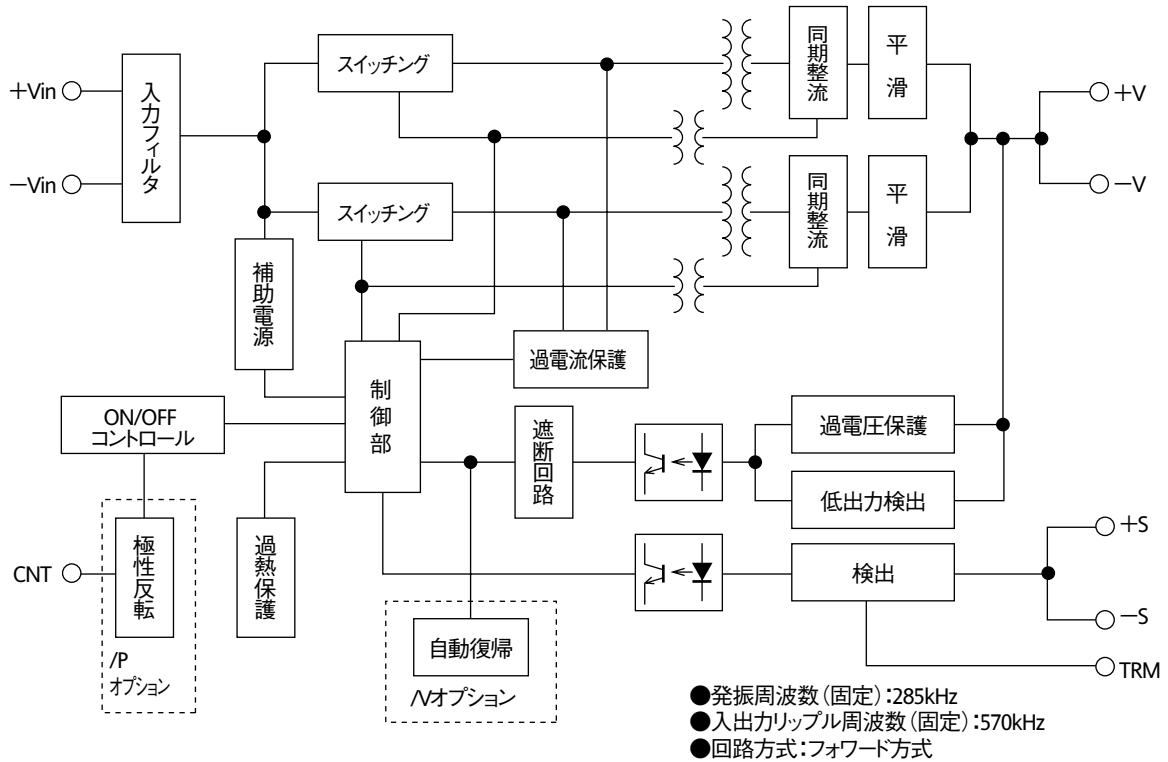 +Vin
−Vin
入力フィルタ
スイッチング
同期整流
平滑
+V
−V
スイッチング
同期整流
平滑
補助電源
過電流保護
制御部
ON/OFF
コントロール
遮断回路
過電圧保護
低出力検出
CNT
極性反転
過熱保護
検出
+S
−S
TRM
/P
オプション
自動復帰
/Vオプション
●発振周波数(固定):285kHz
●入出力リップル周波数(固定):570kHz
●回路方式:フォワード方式